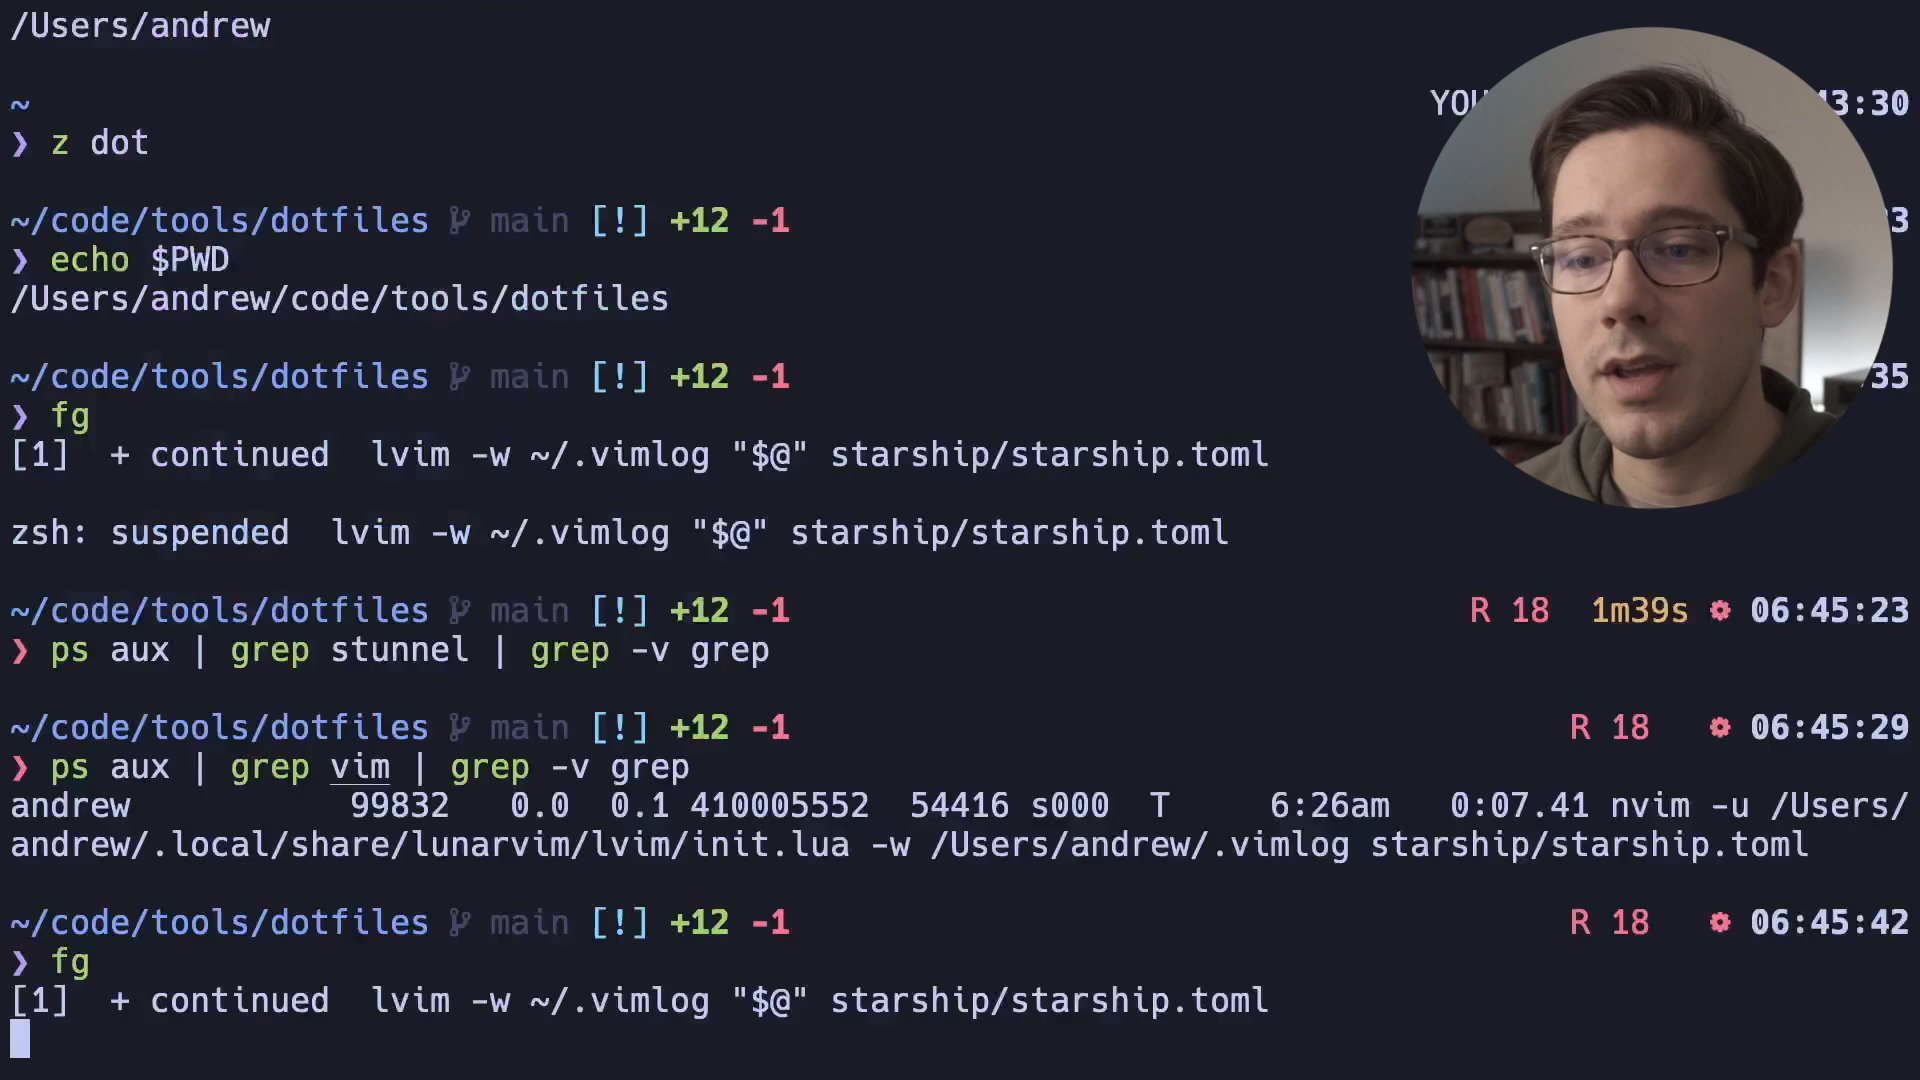 /Users/andrew
~ YOU 3:30
❯ z dot
~/code/tools/dotfiles main [!] +12 -1 3
❯ echo $PWD
/Users/andrew/code/tools/dotfiles
~/code/tools/dotfiles main [!] +12 -1 35
❯ fg
[1] + continued lvim -w ~/.vimlog "$@" starship/starship.toml
zsh: suspended lvim -w ~/.vimlog "$@" starship/starship.toml
~/code/tools/dotfiles main [!] +12 -1 R 18 1m39s 06:45:23
❯ ps aux | grep stunnel | grep -v grep
~/code/tools/dotfiles main [!] +12 -1 R 18 06:45:29
❯ ps aux | grep vim | grep -v grep
andrew 99832 0.0 0.1 410005552 54416 s000 T 6:26am 0:07.41 nvim -u /Users/
andrew/.local/share/lunarvim/lvim/init.lua -w /Users/andrew/.vimlog starship/starship.toml
~/code/tools/dotfiles main [!] +12 -1 R 18 06:45:42
❯ fg
[1] + continued lvim -w ~/.vimlog "$@" starship/starship.toml